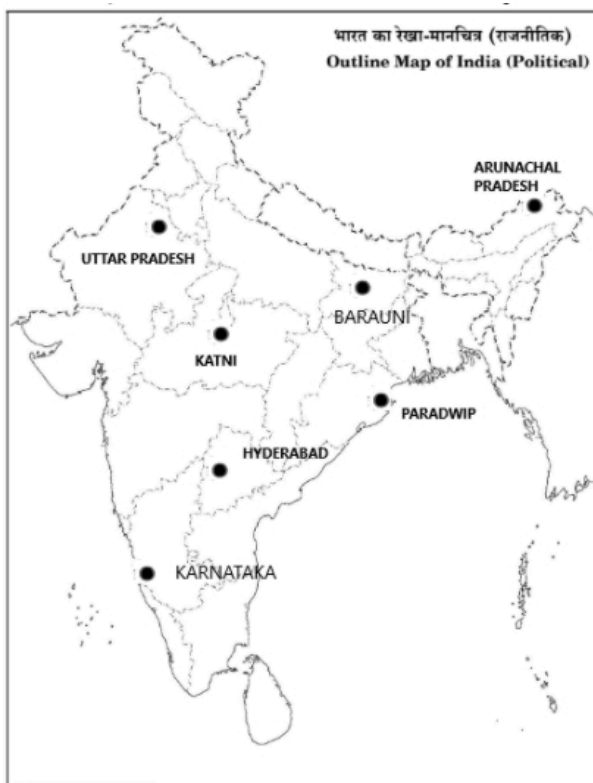 भारत का रेखा-मानचित्र (राजनीतिक)
Outline Map of India (Political)
ARUNACHAL
PRADESH
UTTAR PRADESH
BARAUNI
KATNI
PARADWIP
HYDERABAD
KARNATAKA